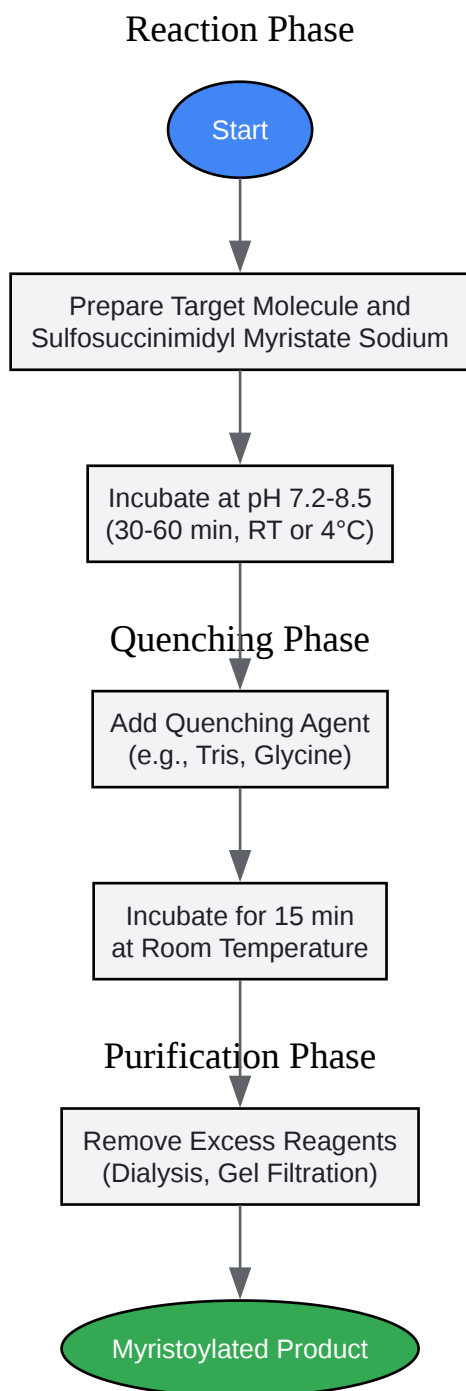 Reaction Phase
Start
Prepare Target Molecule and
Sulfosuccinimidyl Myristate Sodium
Incubate at pH 7.2-8.5
(30-60 min, RT or 4°C)
Quenching Phase
Add Quenching Agent
(e.g., Tris, Glycine)
Incubate for 15 min
at Room Temperature
Purification Phase
Remove Excess Reagents
(Dialysis, Gel Filtration)
Myristoylated Product